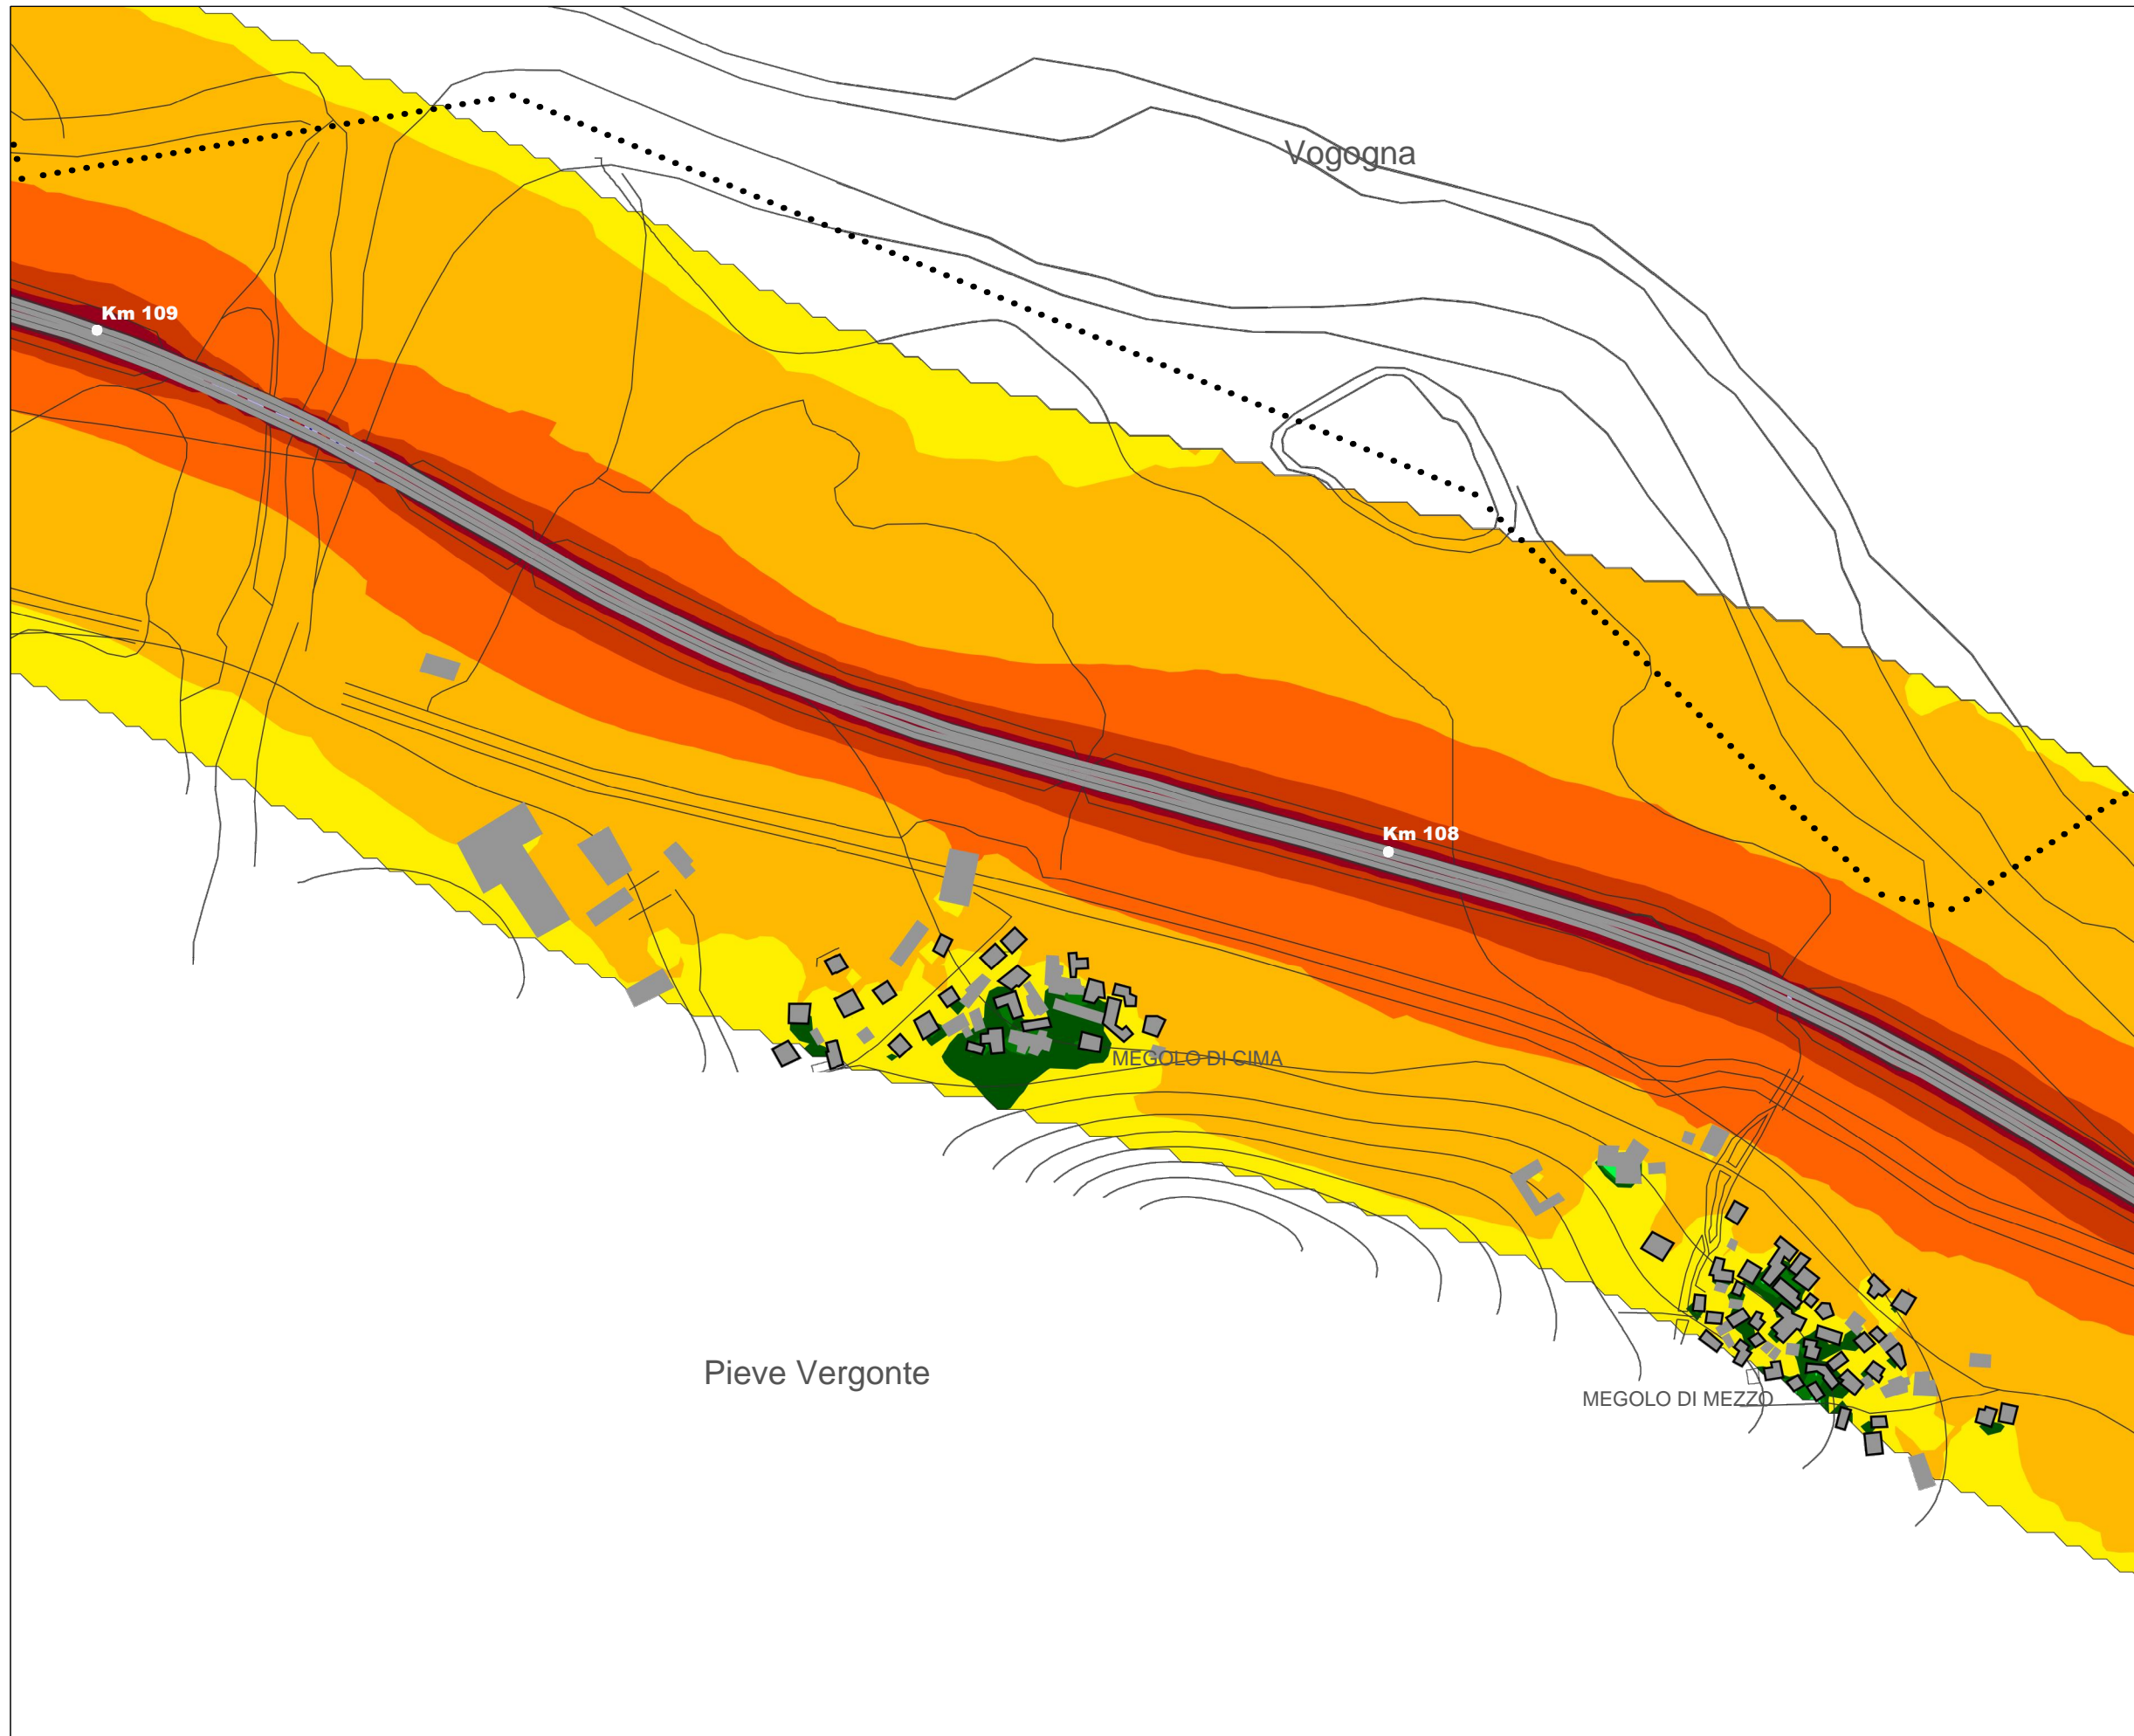 Vogogna
Km 109
Km 108
MEGOLO DI CIMA
Pieve Vergonte
MEGOLO DI MEZZO